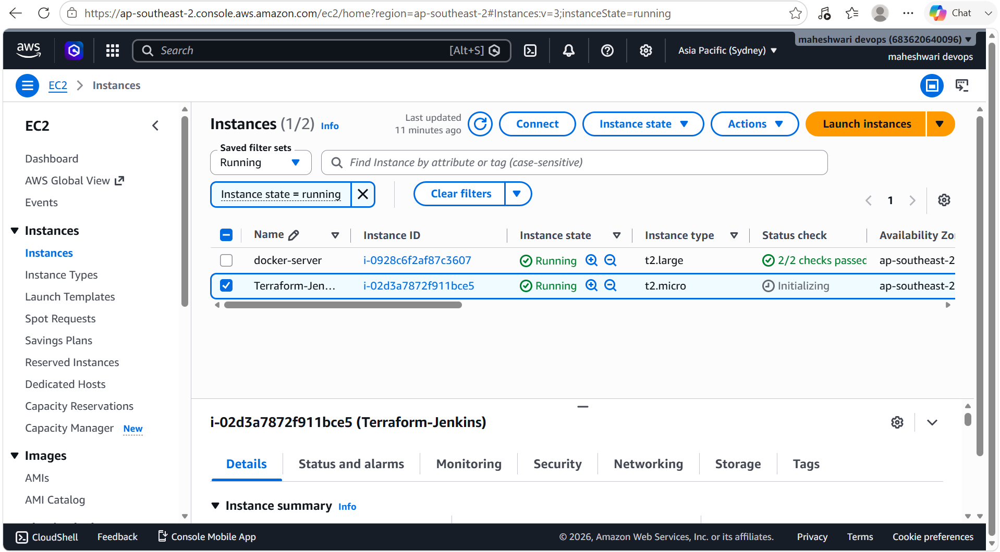 https://ap-southeast-2.console.aws.amazon.com/ec2/home?region=ap-southeast-2#Instances:v=3;instanceState=running
Chat
aws
Search
[Alt+S]
Asia Pacific (Sydney)
maheshwari devops (683620640096)
maheshwari devops
EC2
Instances
EC2
Dashboard
AWS Global View
Events
Instances
Instances
Instance Types
Launch Templates
Spot Requests
Savings Plans
Reserved Instances
Dedicated Hosts
Capacity Reservations
Capacity Manager New
Images
AMIs
AMI Catalog
Instances (1/2) Info
Last updated
11 minutes ago
Connect
Instance state
Actions
Launch instances
Saved filter sets
Running
Find Instance by attribute or tag (case-sensitive)
Instance state = running
Clear filters
1
Name Instance ID Instance state Instance type Status check Availability Zo
docker-server i-0928c6f2af87c3607 Running t2.large 2/2 checks passed ap-southeast-2
Terraform-Jen... i-02d3a7872f911bce5 Running t2.micro Initializing ap-southeast-2
i-02d3a7872f911bce5 (Terraform-Jenkins)
Details
Status and alarms
Monitoring
Security
Networking
Storage
Tags
Instance summary Info
CloudShell
Feedback
Console Mobile App
© 2026, Amazon Web Services, Inc. or its affiliates.
Privacy
Terms
Cookie preferences